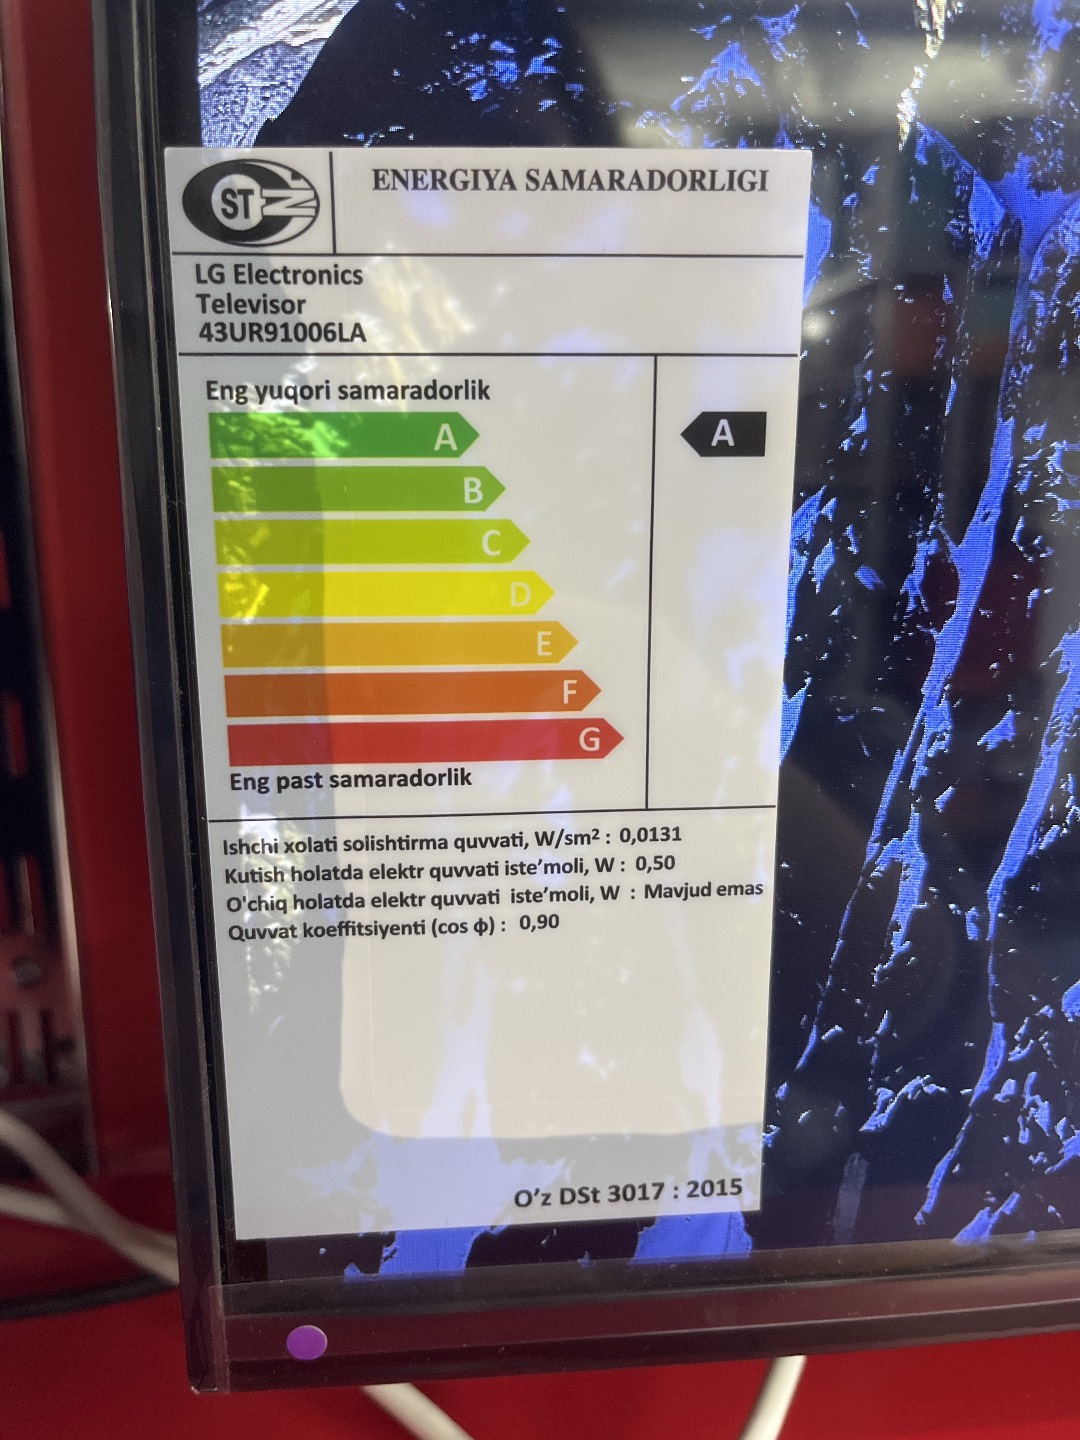 ST
ENERGIYA SAMARADORLIGI
LG Electronics
Televisor
43UR91006LA
Eng yuqori samaradorlik
A
A
B
C
D
E
F
G
Eng past samaradorlik
Ishchi xolati solishtirma quvvati, W/sm² : 0,0131
Kutish holatda elektr quvvati iste’moli, W : 0,50
O'chiq holatda elektr quvvati iste’moli, W : Mavjud emas
Quvvat koeffitsiyenti (cos ф) : 0,90
O’z DSt 3017 : 2015